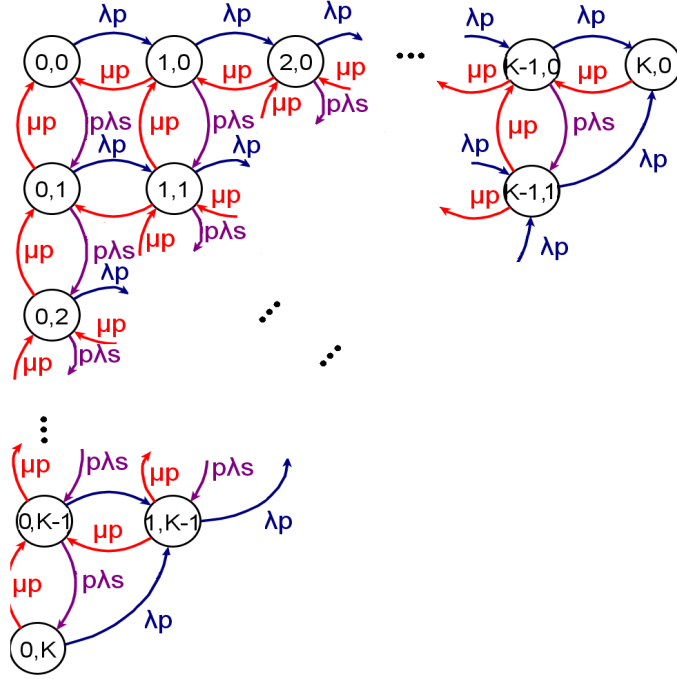 λp λp λp λp λp
0,0 1,0 2,0 ... K-1,0 K,0
μp μp μp μp μp
μp pλs μp pλs μp pλs μp pλs λp
λp λp λp
0,1 1,1 μp μp K-1,1
μp pλs μp pλs λp
λp
0,2 μp
μp pλs
μp pλs μp pλs
0,K-1 1,K-1 λp
μp
μp pλs λp
0,K